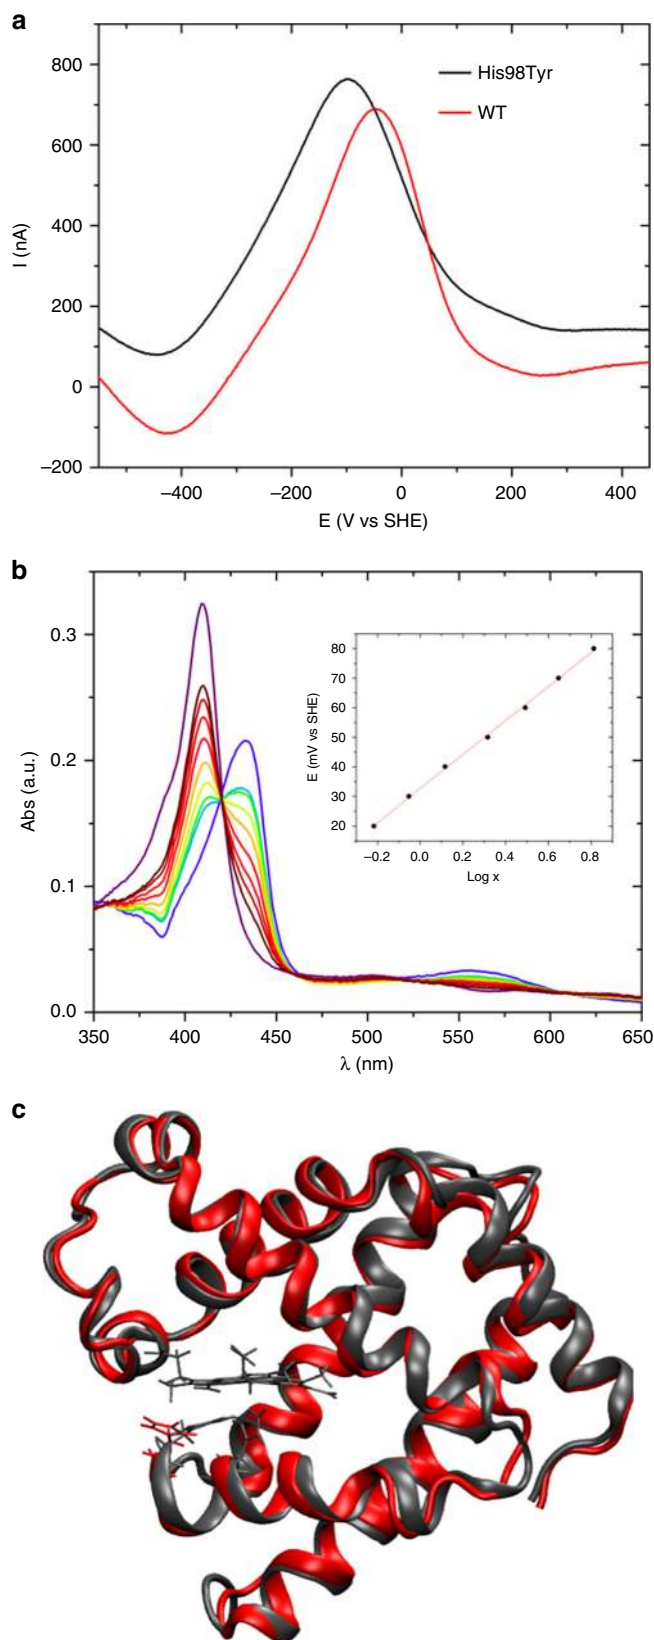 a
800
600
400
200
0
−200
I (nA)
His98Tyr
WT
−400 −200 0 200 400
E (V vs SHE)
b
0.3
0.2
0.1
0.0
Abs (a.u.)
80
70
60
50
40
30
20
E (mV vs SHE)
−0.2 0.0 0.2 0.4 0.6 0.8
Log x
350 400 450 500 550 600 650
λ (nm)
c